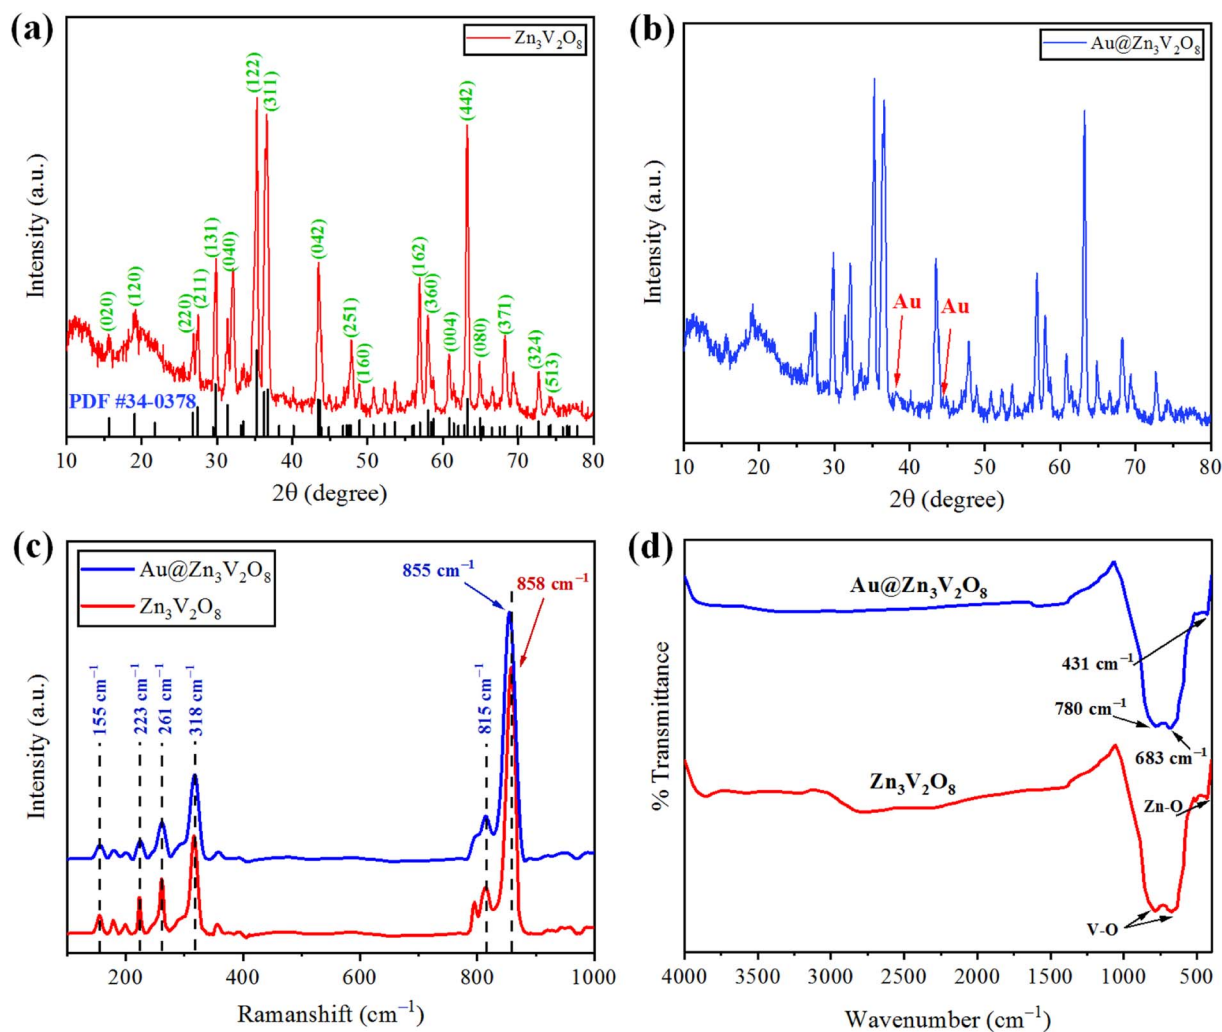 (a)
Zn₃V₂O₈
Intensity (a.u.)
(020)
(120)
(220)
(211)
(131)
(040)
(122)
(311)
(042)
(251)
(160)
(162)
(360)
(004)
(442)
(080)
(371)
(324)
(513)
PDF #34-0378
10 20 30 40 50 60 70 80
2θ (degree)
(b)
Au@Zn₃V₂O₈
Intensity (a.u.)
Au
Au
10 20 30 40 50 60 70 80
2θ (degree)
(c)
Au@Zn₃V₂O₈
Zn₃V₂O₈
Intensity (a.u.)
155 cm⁻¹
223 cm⁻¹
261 cm⁻¹
318 cm⁻¹
815 cm⁻¹
855 cm⁻¹
858 cm⁻¹
200 400 600 800 1000
Ramanshift (cm⁻¹)
(d)
% Transmittance
Au@Zn₃V₂O₈
431 cm⁻¹
780 cm⁻¹
683 cm⁻¹
Zn₃V₂O₈
Zn-O
V-O
4000 3500 3000 2500 2000 1500 1000 500
Wavenumber (cm⁻¹)